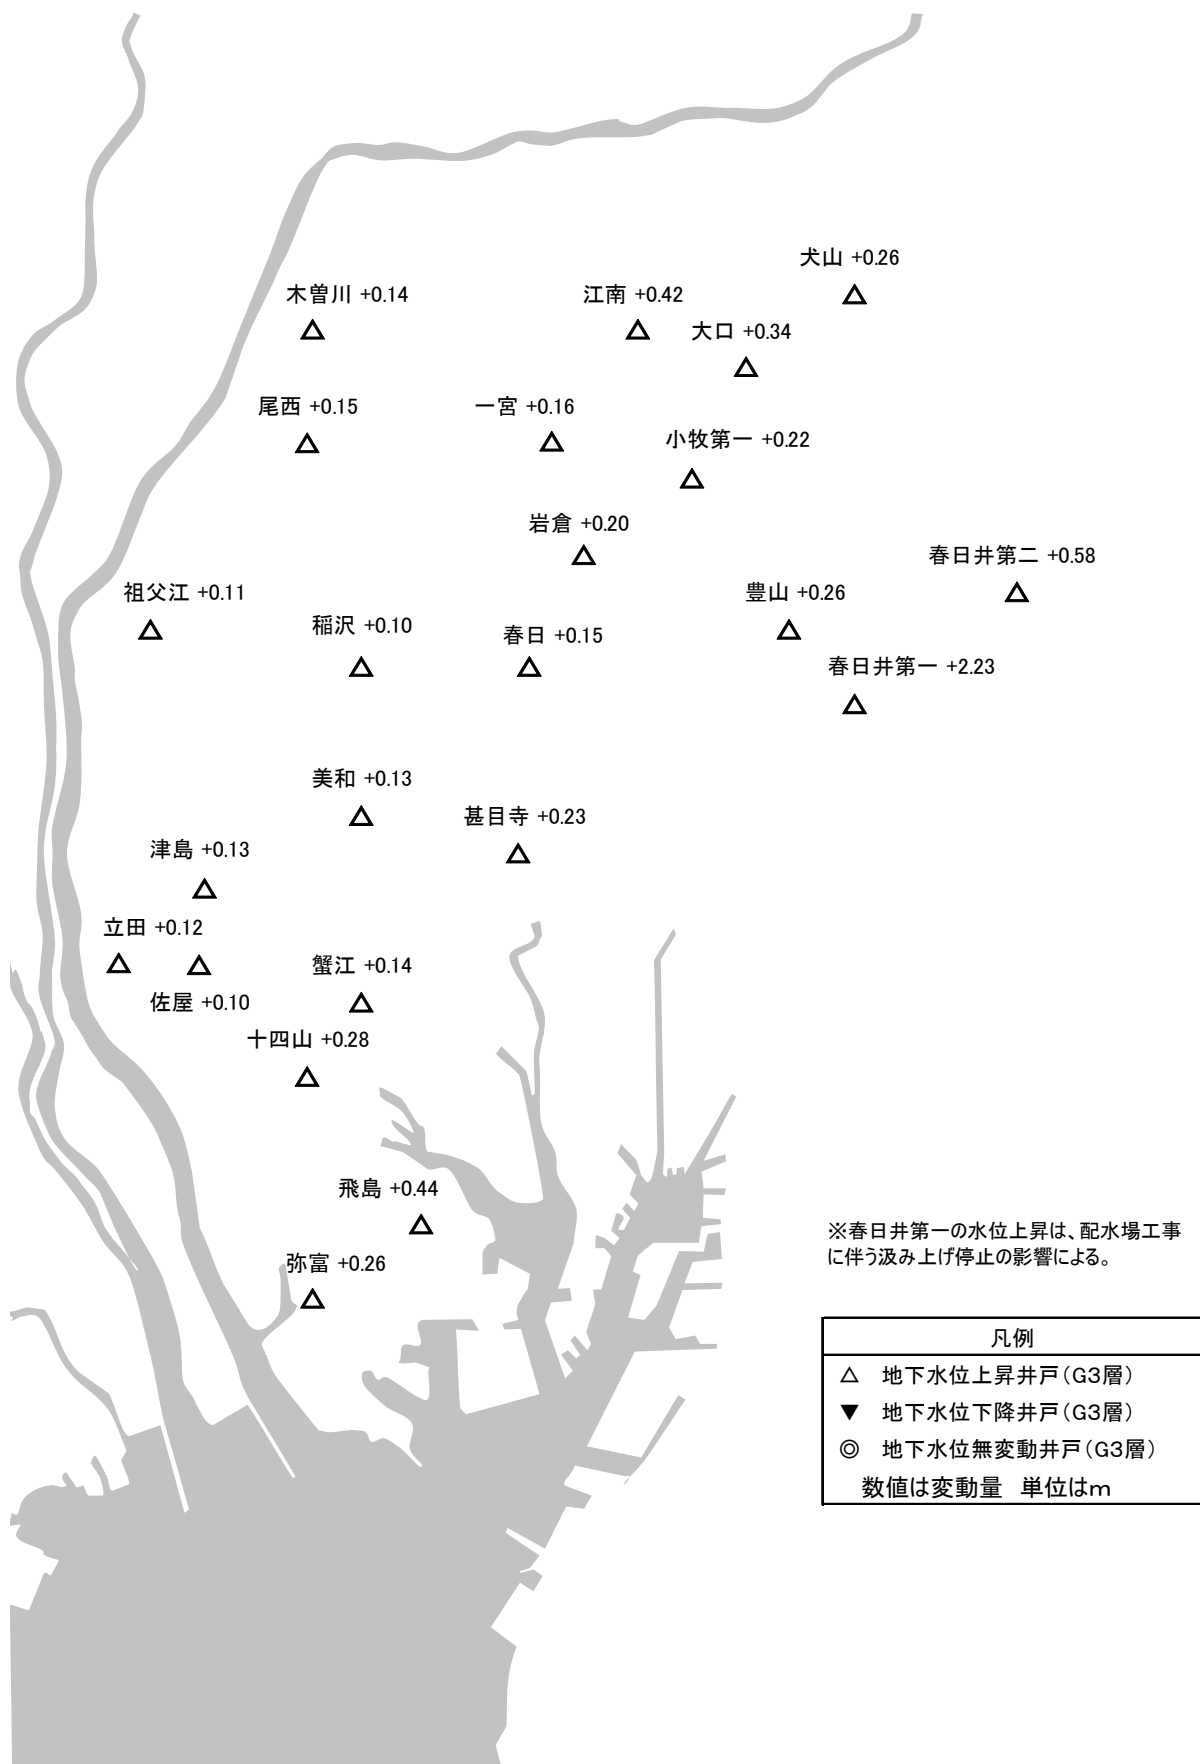 犬山 +0.26
木曽川 +0.14
江南 +0.42
大口 +0.34
尾西 +0.15
一宮 +0.16
小牧第一 +0.22
岩倉 +0.20
春日井第二 +0.58
祖父江 +0.11
豊山 +0.26
稲沢 +0.10
春日 +0.15
春日井第一 +2.23
美和 +0.13
甚目寺 +0.23
津島 +0.13
立田 +0.12
蟹江 +0.14
佐屋 +0.10
十四山 +0.28
飛島 +0.44
弥富 +0.26
※春日井第一の水位上昇は、配水場工事
に伴う汲み上げ停止の影響による。
凡例
△ 地下水位上昇井戸(G3層)
▼ 地下水位下降井戸(G3層)
◎ 地下水位無変動井戸(G3層)
数値は変動量 単位はm